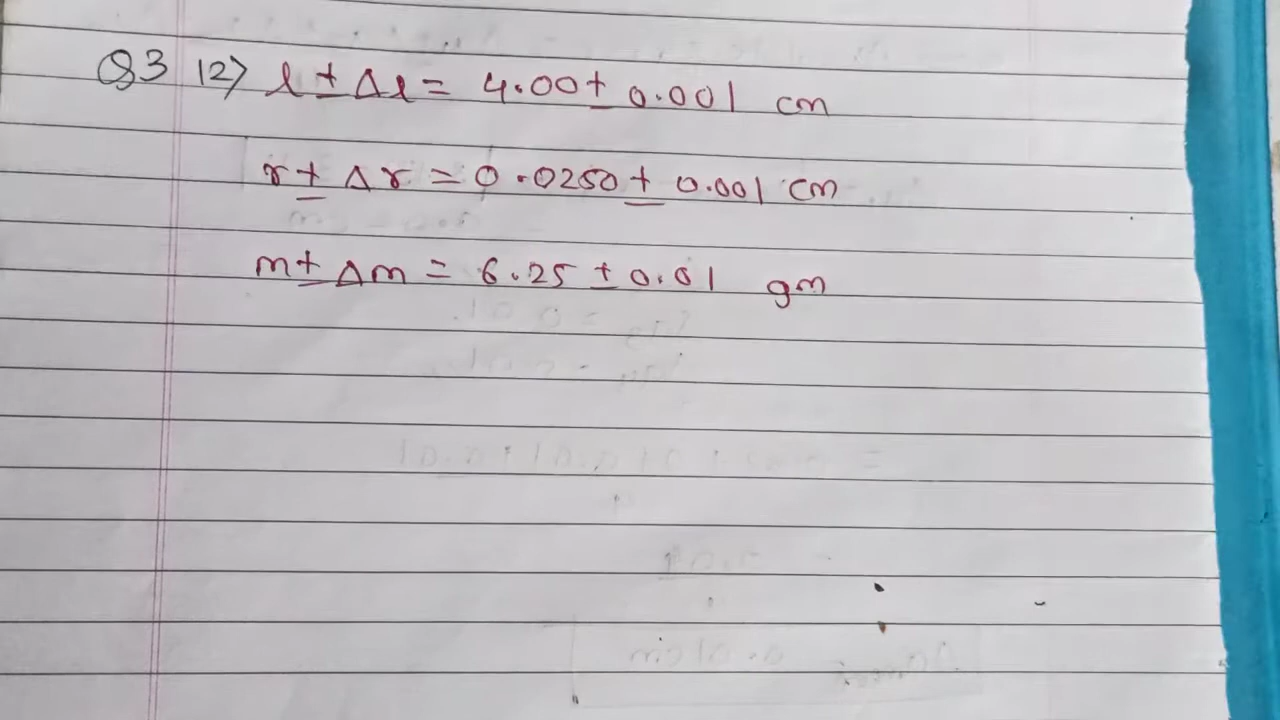 Q3 12) l ± Δl = 4.00 ± 0.001 cm
r ± Δr = 0.0250 ± 0.001 cm
m ± Δm = 6.25 ± 0.01 gm